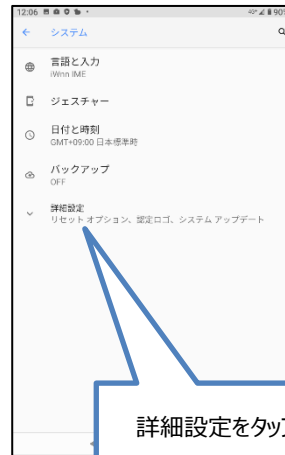 12:06
40° 90%
システム
言語と入力
iWnn IME
ジェスチャー
日付と時刻
GMT+09:00 日本標準時
バックアップ
OFF
詳細設定
リセット オプション、認定ロゴ、システム アップデート
詳細設定をタップ